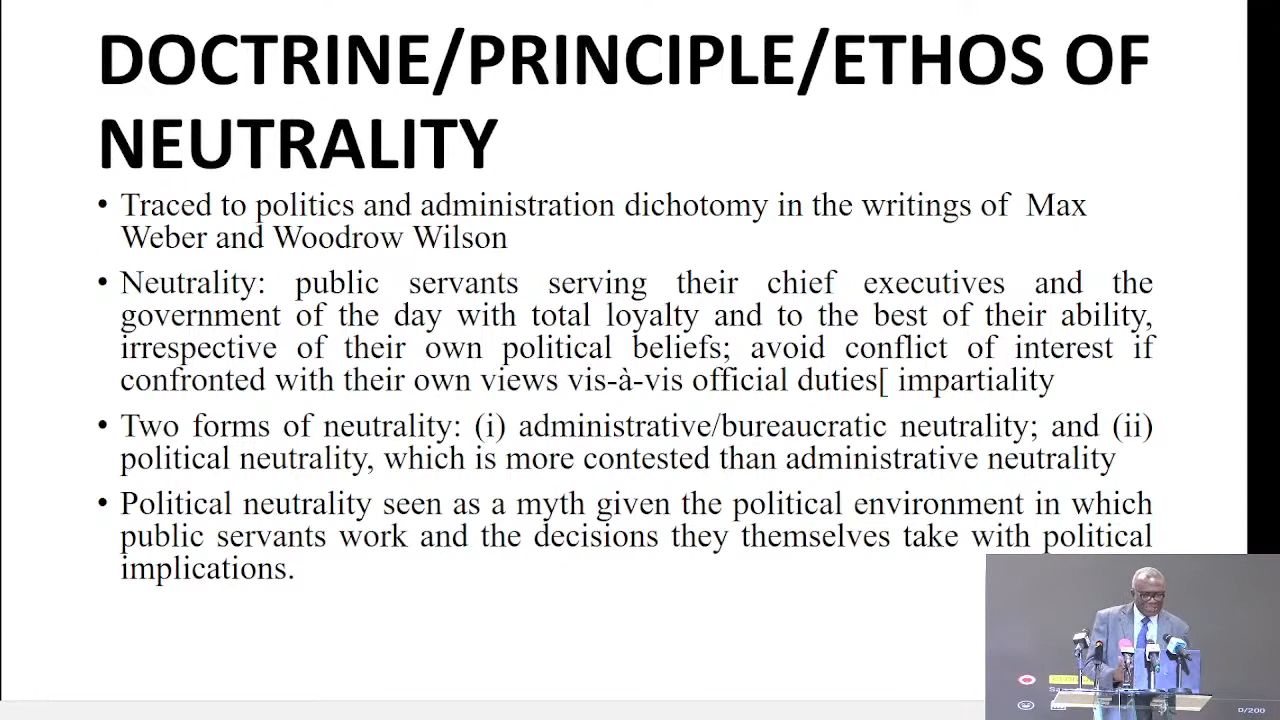 DOCTRINE/PRINCIPLE/ETHOS OF
NEUTRALITY
• Traced to politics and administration dichotomy in the writings of Max
Weber and Woodrow Wilson
• Neutrality: public servants serving their chief executives and the
government of the day with total loyalty and to the best of their ability,
irrespective of their own political beliefs; avoid conflict of interest if
confronted with their own views vis-à-vis official duties[ impartiality
• Two forms of neutrality: (i) administrative/bureaucratic neutrality; and (ii)
political neutrality, which is more contested than administrative neutrality
• Political neutrality seen as a myth given the political environment in which
public servants work and the decisions they themselves take with political
implications.
0/200